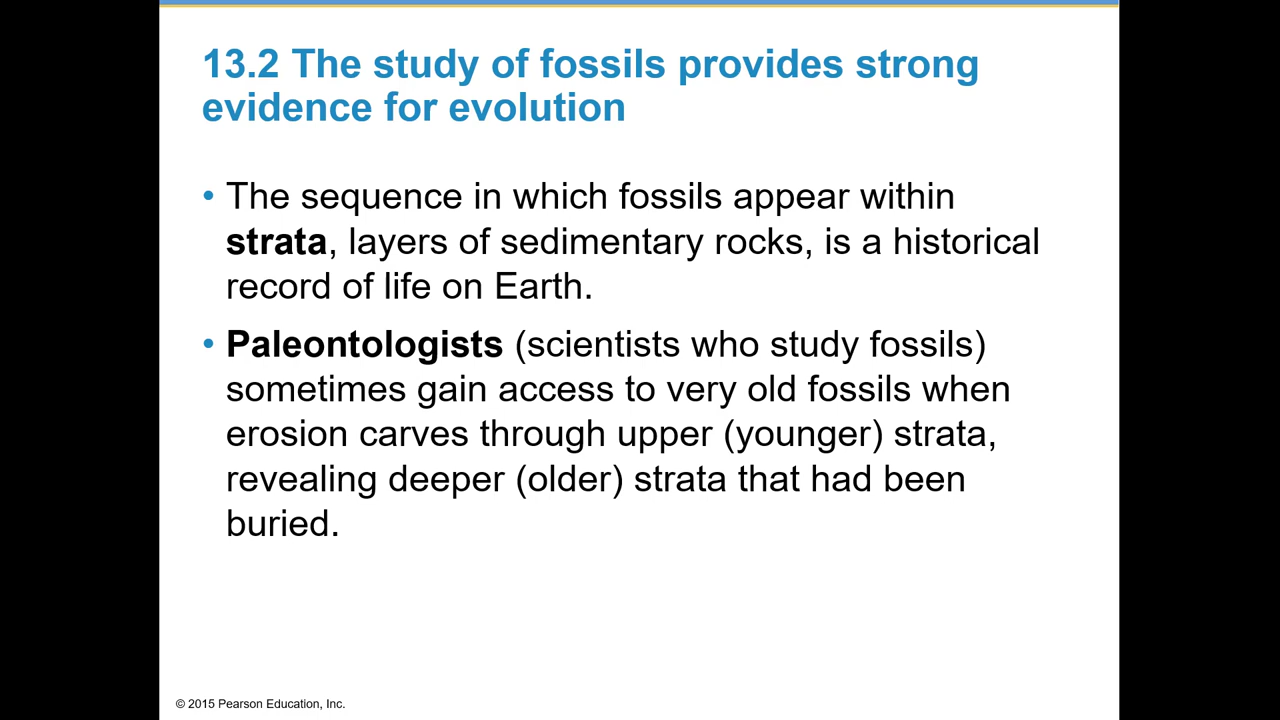 13.2 The study of fossils provides strong
evidence for evolution
• The sequence in which fossils appear within
strata, layers of sedimentary rocks, is a historical
record of life on Earth.
• Paleontologists (scientists who study fossils)
sometimes gain access to very old fossils when
erosion carves through upper (younger) strata,
revealing deeper (older) strata that had been
buried.
© 2015 Pearson Education, Inc.